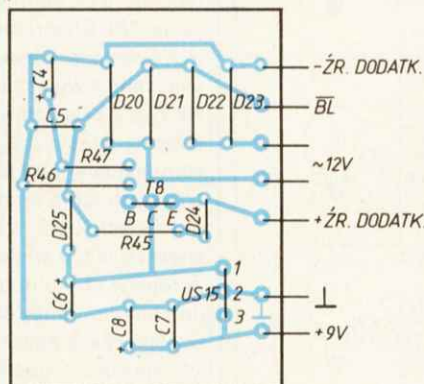 -ŹR. DODATK.
C4
+
BL
D20 D21 D22 D23
C5
~12V
R47
R46
T8
B C E
D24
+ŹR. DODATK.
D25
R45
1
C6
+
US15
2
3
C8
C7
+
+9V